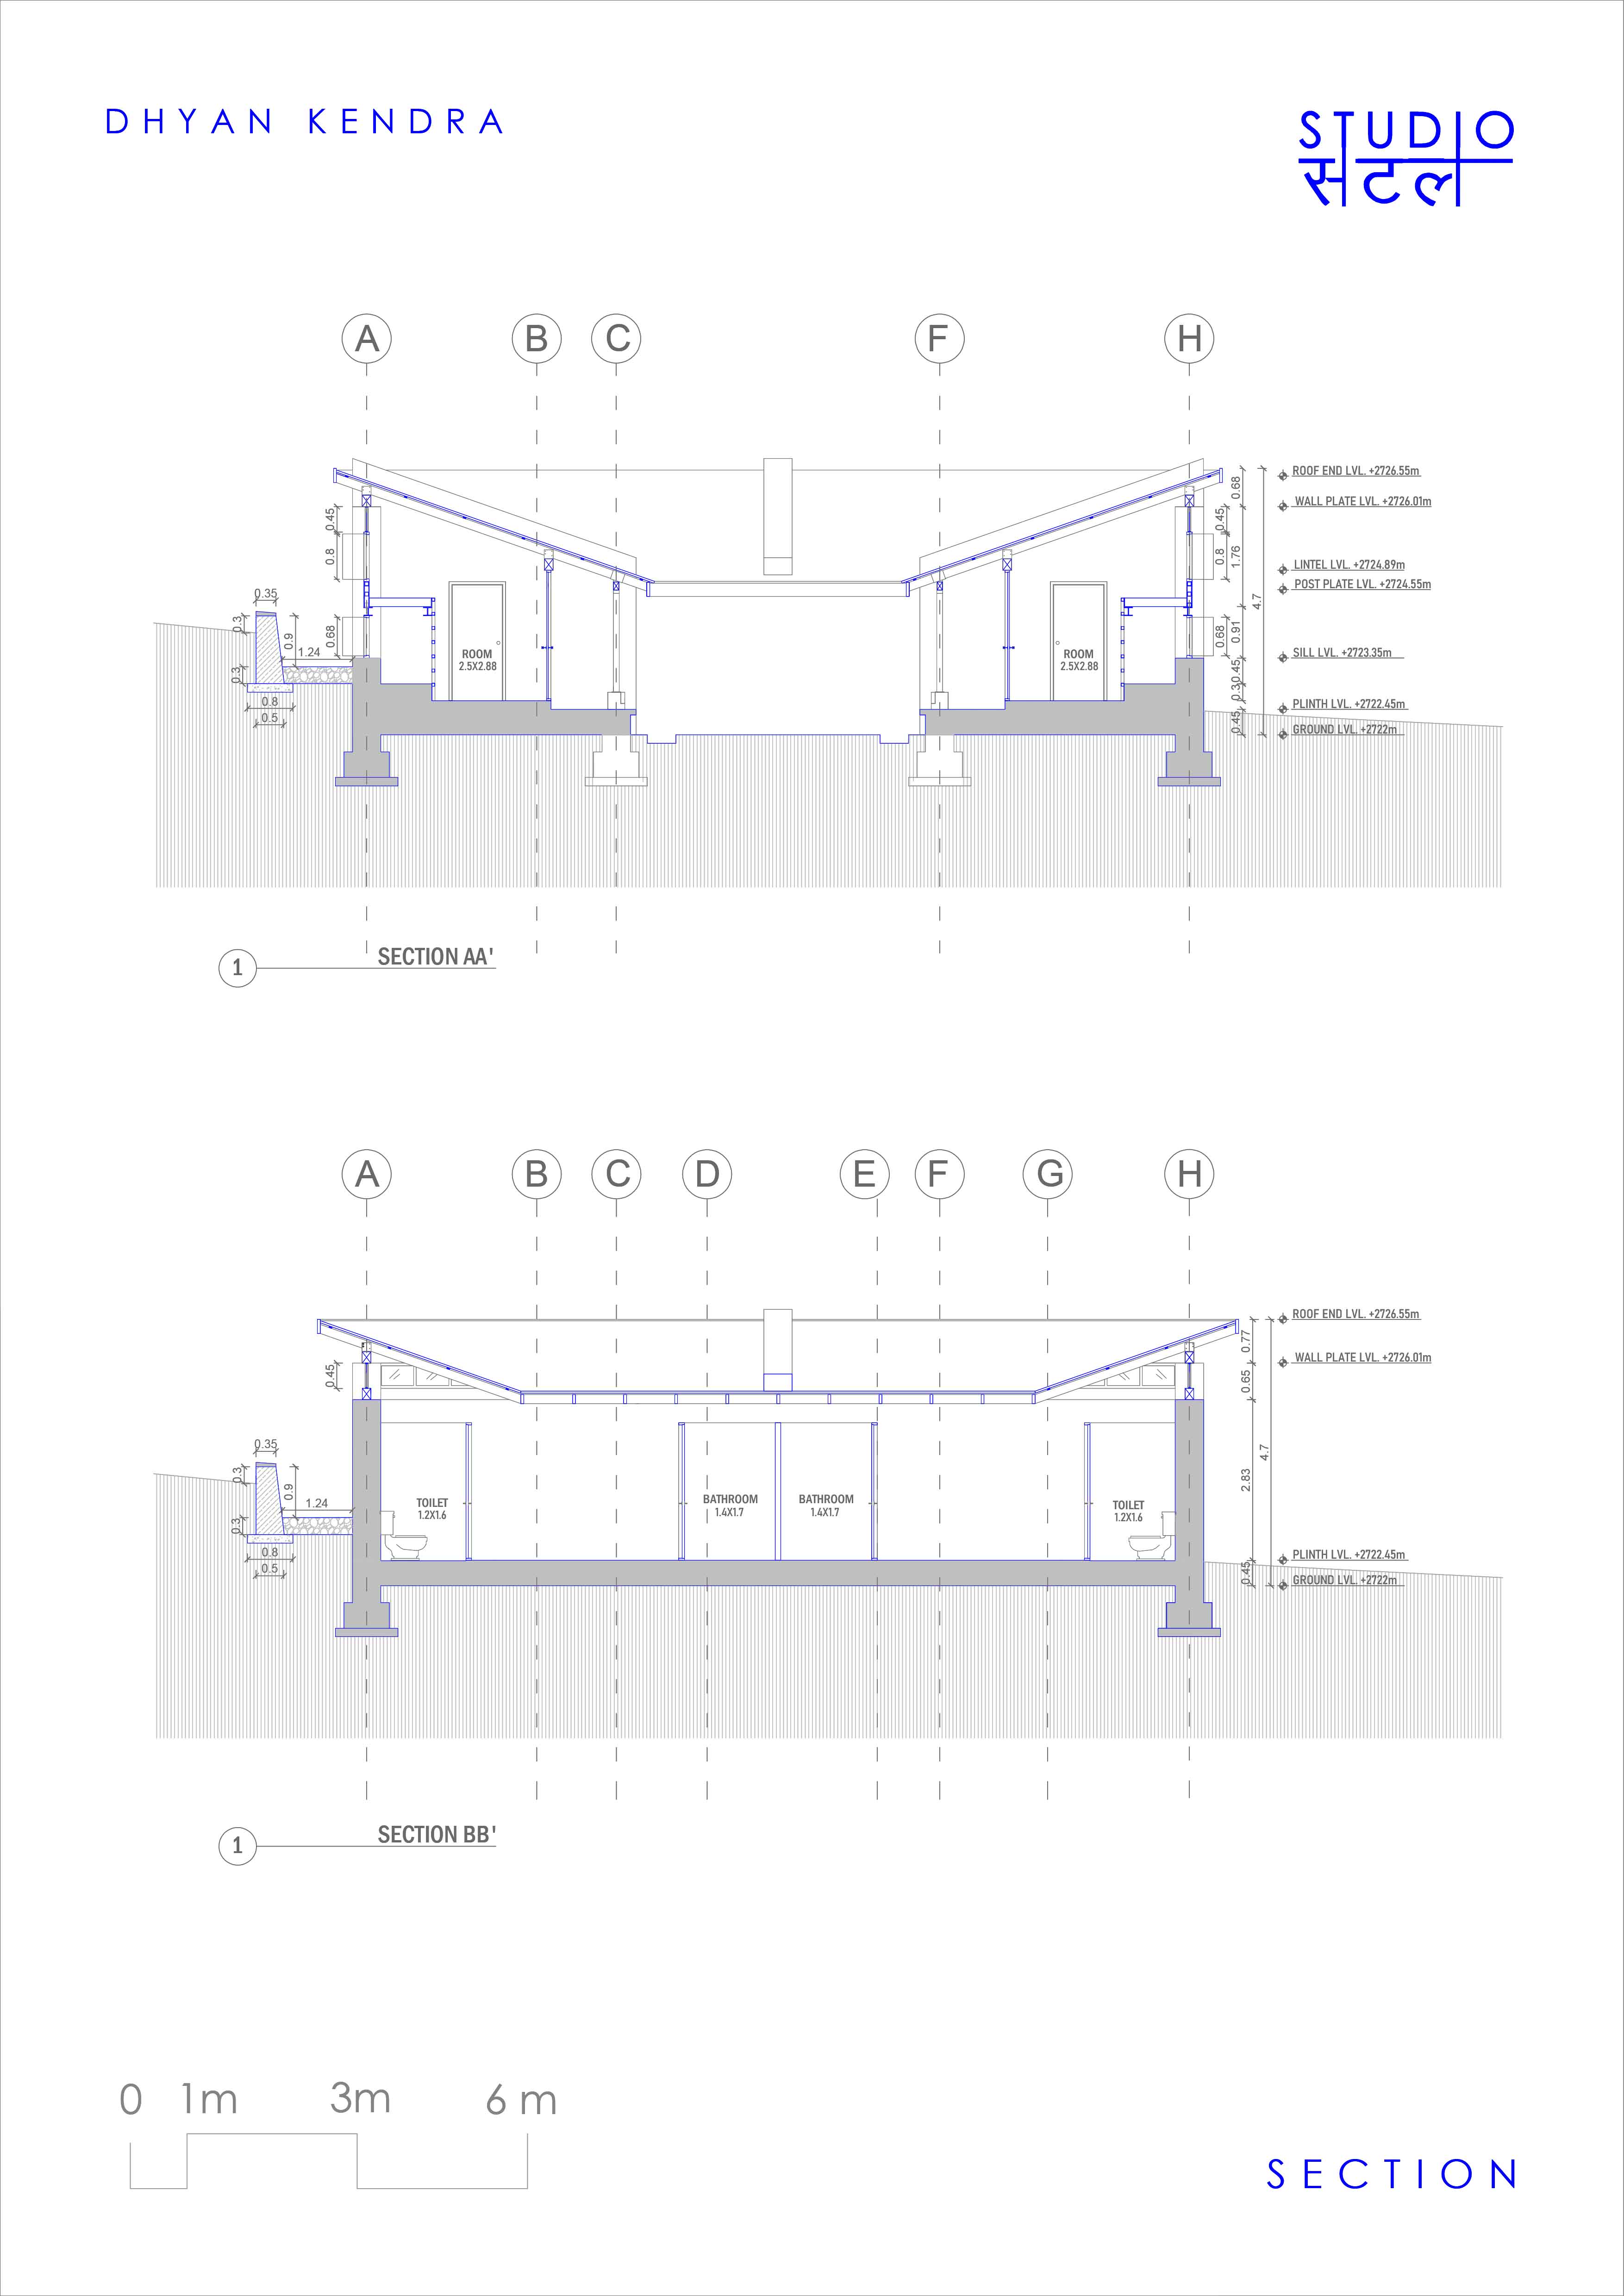 DHYAN KENDRA
STUDIO
सटल
A B C F H
ROOF END LVL. +2726.55m
WALL PLATE LVL. +2726.01m
LINTEL LVL. +2724.89m
POST PLATE LVL. +2724.55m
SILL LVL. +2723.35m
PLINTH LVL. +2722.45m
GROUND LVL. +2722m
0.45
0.8
0.68
0.35
0.3
0.9
1.24
0.3
0.8
0.5
ROOM
2.5X2.88
ROOM
2.5X2.88
0.45
0.8
0.68
0.68
1.76
0.91
0.45
0.3
0.45
4.7
1
SECTION AA'
A B C D E F G H
ROOF END LVL. +2726.55m
WALL PLATE LVL. +2726.01m
PLINTH LVL. +2722.45m
GROUND LVL. +2722m
0.45
0.35
0.3
0.9
1.24
0.3
0.8
0.5
TOILET
1.2X1.6
BATHROOM
1.4X1.7
BATHROOM
1.4X1.7
TOILET
1.2X1.6
0.77
0.65
2.83
0.45
4.7
1
SECTION BB'
0 1m 3m 6 m
SECTION